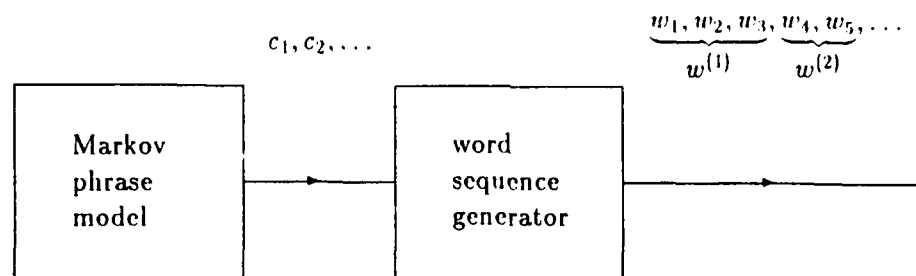 c₁, c₂, . . .
w₁, w₂, w₃, w₄, w₅, . . .
w⁽¹⁾ w⁽²⁾
Markov
phrase
model
word
sequence
generator